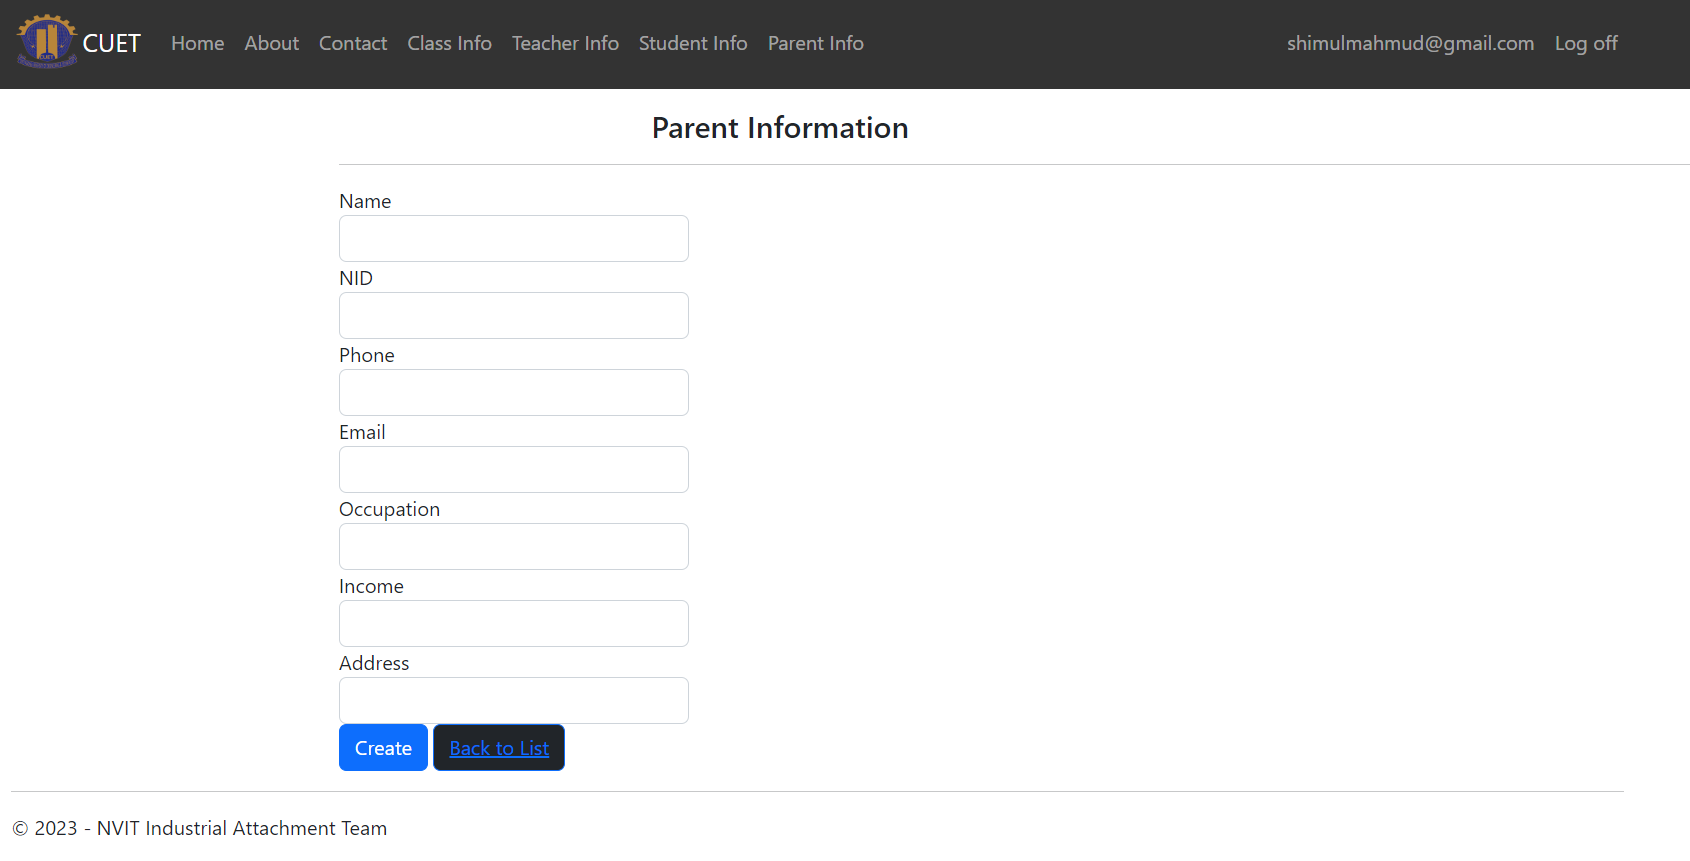 CUET Home About Contact Class Info Teacher Info Student Info Parent Info shimulmahmud@gmail.com Log off
Parent Information
Name
NID
Phone
Email
Occupation
Income
Address
Create Back to List
© 2023 - NVIT Industrial Attachment Team